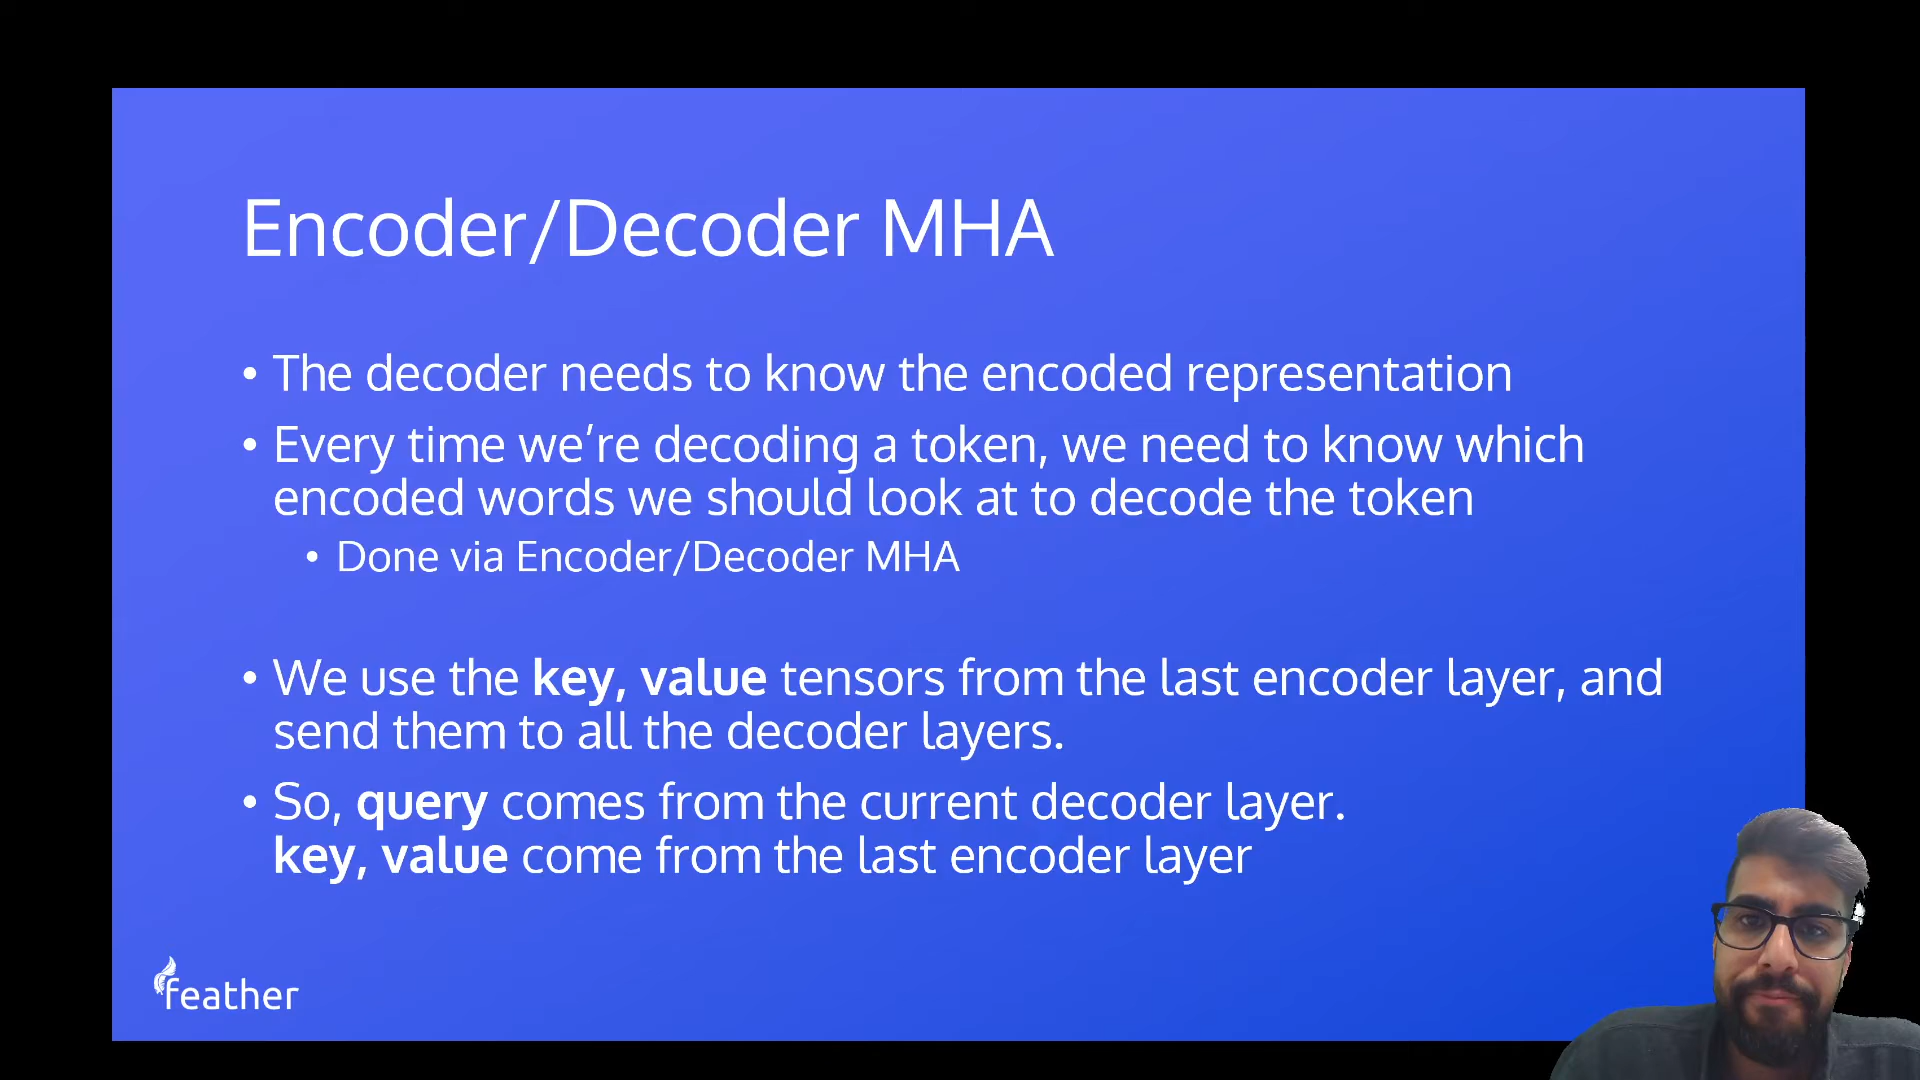 Encoder/Decoder MHA
• The decoder needs to know the encoded representation
• Every time we’re decoding a token, we need to know which
encoded words we should look at to decode the token
• Done via Encoder/Decoder MHA
• We use the key, value tensors from the last encoder layer, and
send them to all the decoder layers.
• So, query comes from the current decoder layer.
key, value come from the last encoder layer
feather